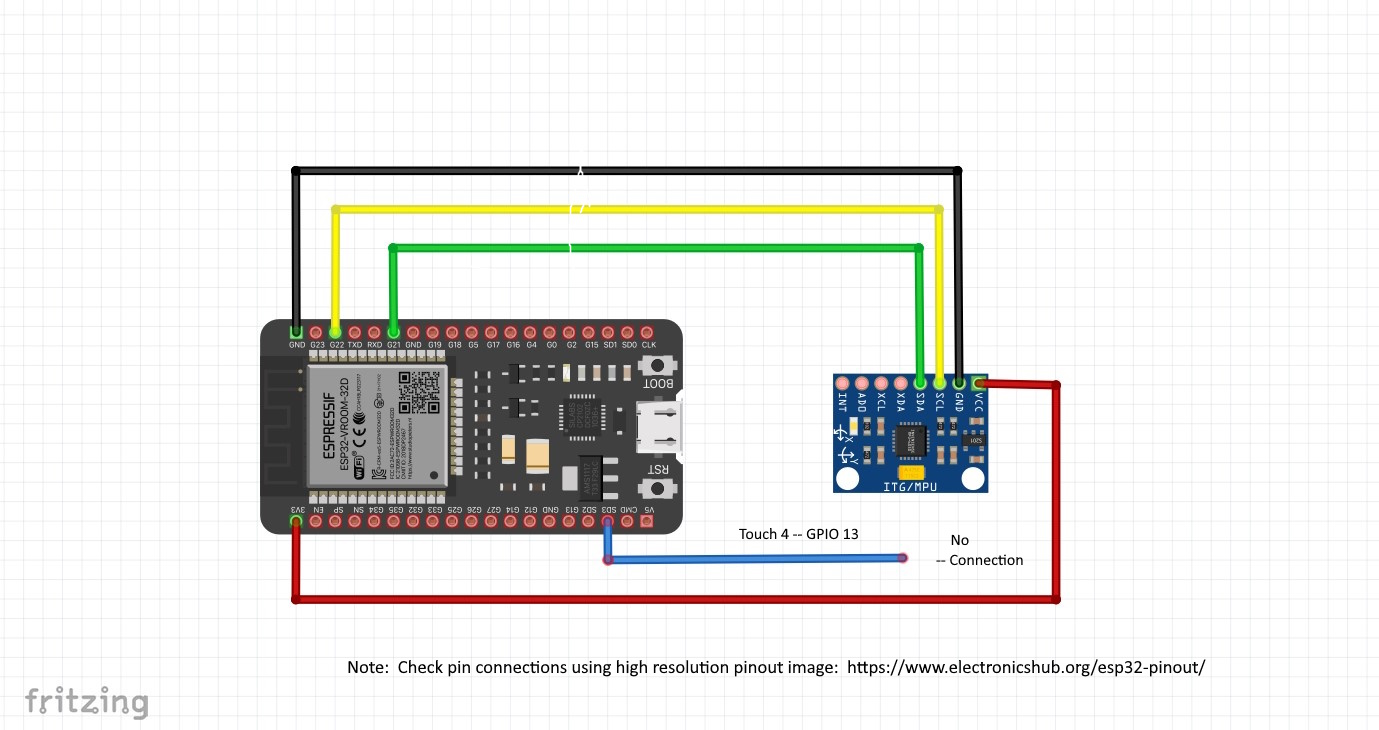 GND G23 G22 TXD RXD G21 GND G19 G18 G5 G17 G16 G4 G0 G2 G15 SD1 SD0 CLK
BOOT
ESPRESSIF
ESP32-WROOM-32D
WiFi CE
RST
3V3 EN SP SN G34 G35 G32 G33 G25 G26 G27 G14 G12 GND G13 SD2 SD3 CMD V5
INT ADO XCL XDA SDA SCL GND VCC
X
Y
ITG/MPU
Touch 4 -- GPIO 13
No
-- Connection
Note: Check pin connections using high resolution pinout image: https://www.electronicshub.org/esp32-pinout/
fritzing